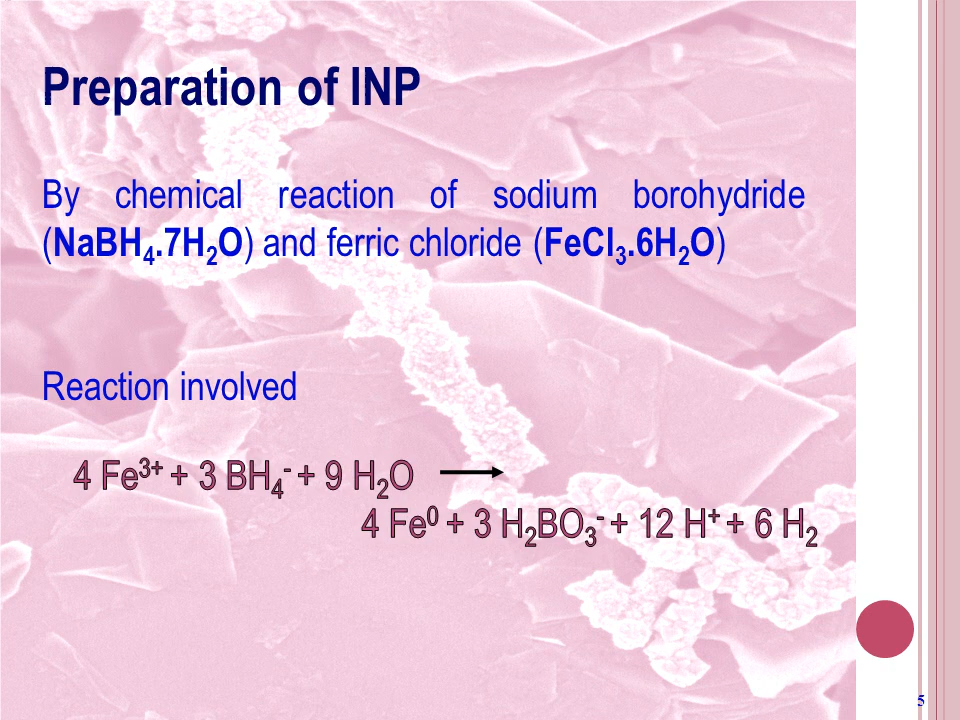 Preparation of INP
By chemical reaction of sodium borohydride
(NaBH₄.7H₂O) and ferric chloride (FeCl₃.6H₂O)
Reaction involved
4 Fe³⁺ + 3 BH₄⁻ + 9 H₂O ⟶
4 Fe⁰ + 3 H₂BO₃⁻ + 12 H⁺ + 6 H₂
5